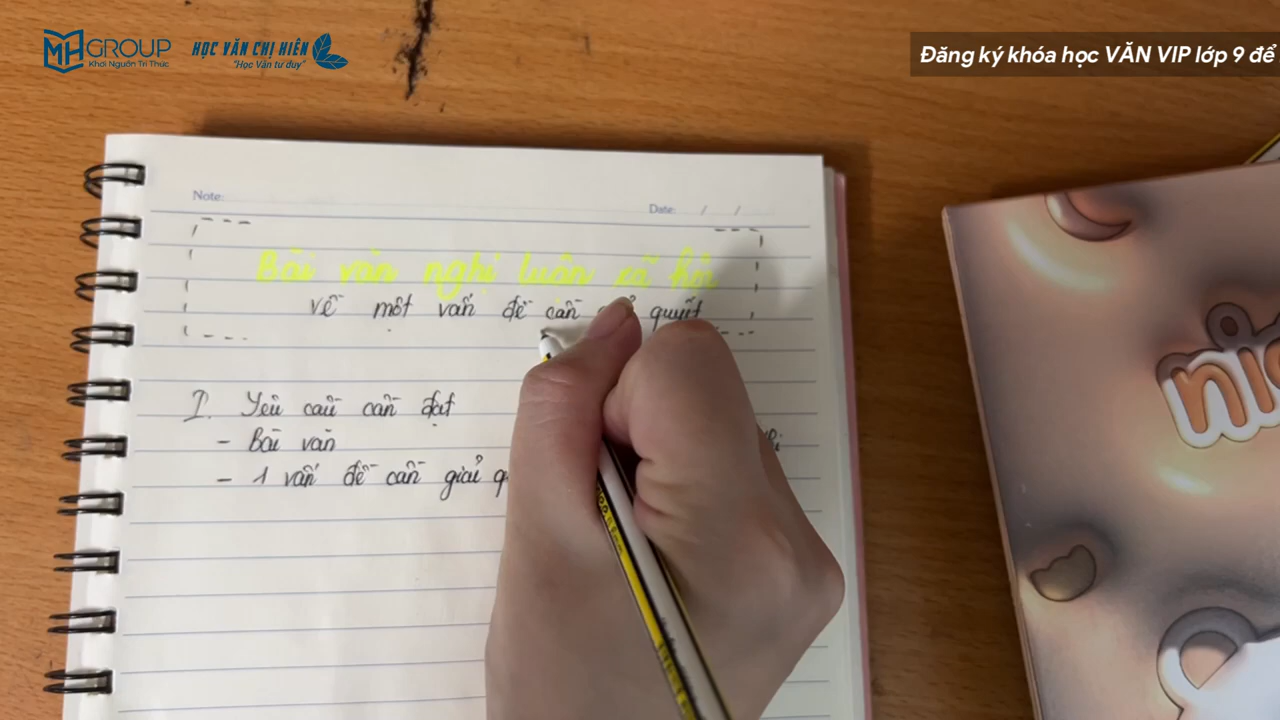 MH GROUP
Khơi Nguồn Tri Thức
HỌC VĂN CHỊ HIÊN
"Học Văn tư duy"
Đăng ký khóa học VĂN VIP lớp 9 để
Note:
Date: / /
Bài văn nghị luận xã hội
về một vấn đề cần quyết
I. Yêu cầu cần đạt
- Bài văn
- 1 vấn đề cần giải q